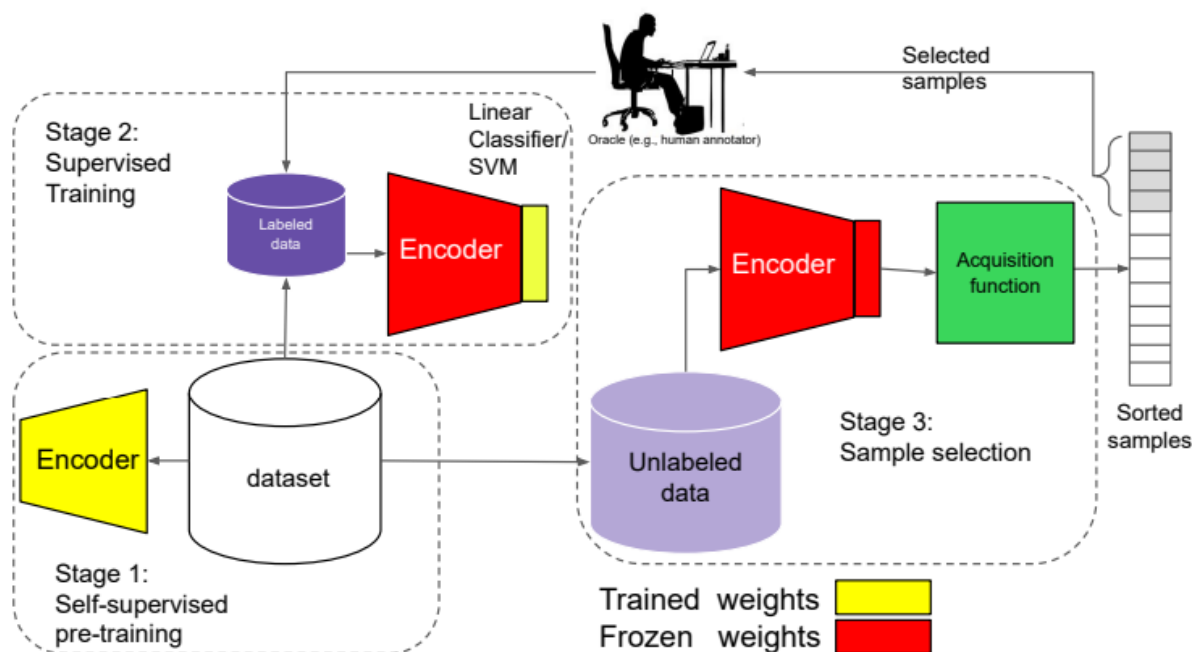 Selected
samples
Oracle (e.g., human annotator)
Stage 2:
Supervised
Training
Linear
Classifier/
SVM
Labeled
data
Encoder
Encoder
Acquisition
function
Sorted
samples
Encoder
dataset
Unlabeled
data
Stage 3:
Sample selection
Stage 1:
Self-supervised
pre-training
Trained weights
Frozen weights